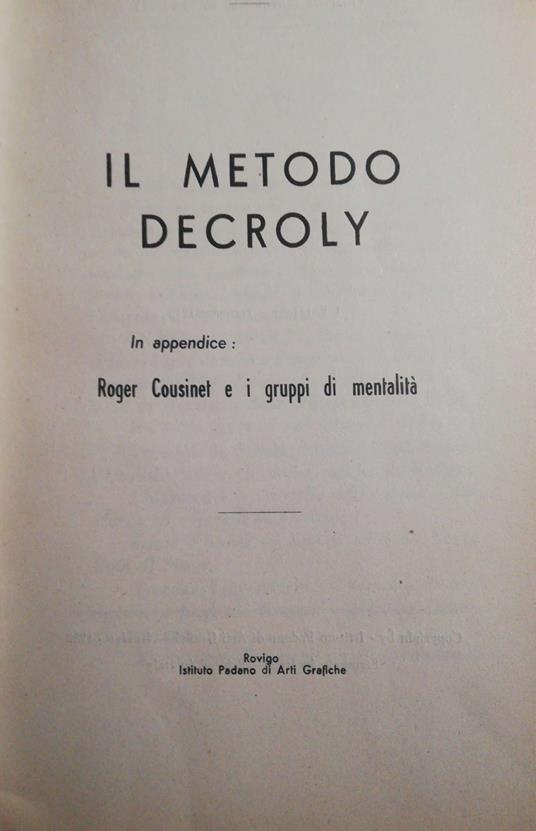 IL METODO
DECROLY
In appendice :
Roger Cousinet e i gruppi di mentalità
Rovigo
Istituto Padano di Arti Grafiche